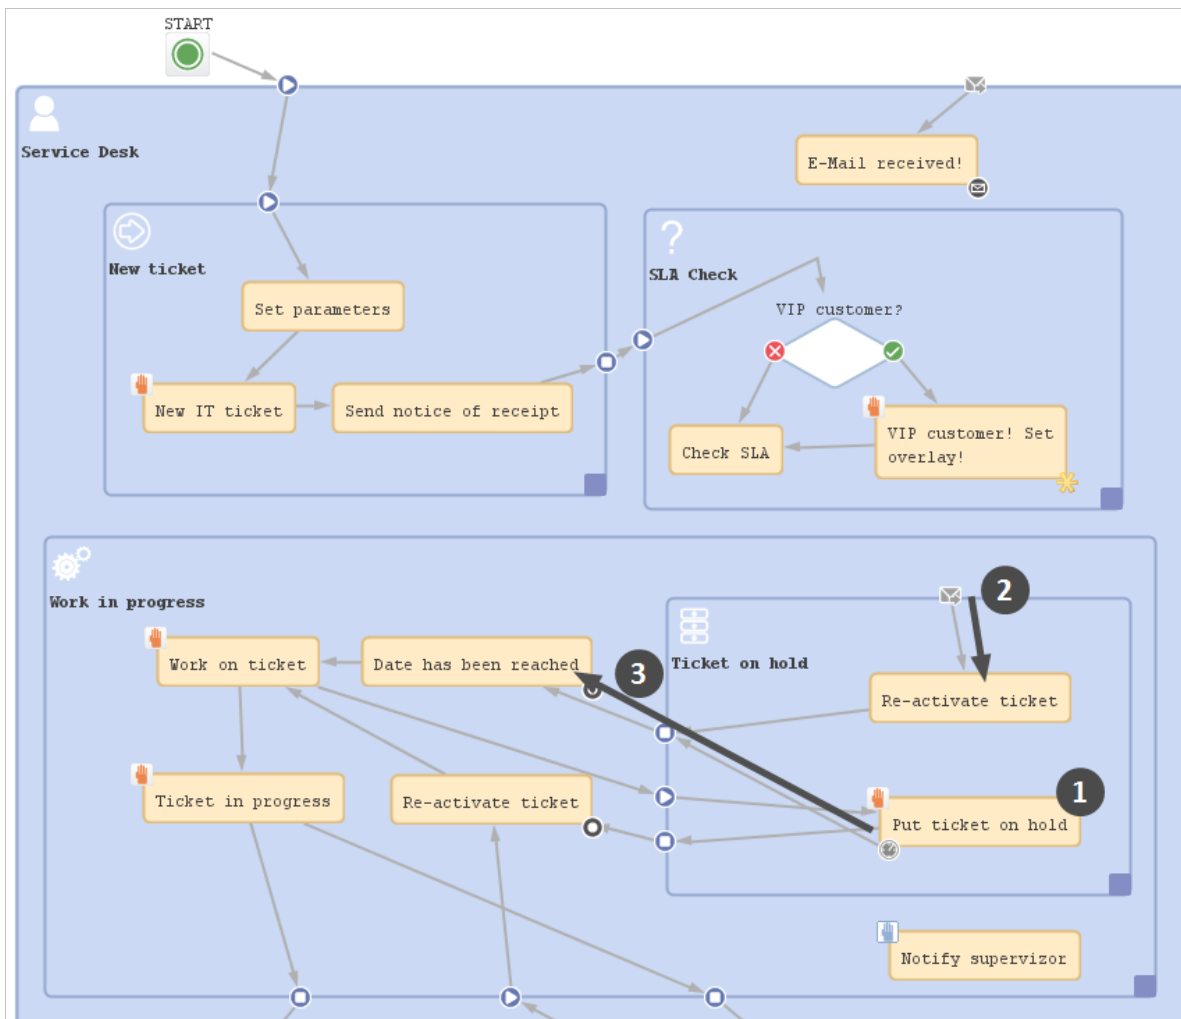 START
Service Desk
E-Mail received!
New ticket
SLA Check
Set parameters
VIP customer?
New IT ticket
Send notice of receipt
VIP customer! Set
overlay!
Check SLA
Work in progress
2
Ticket on hold
Work on ticket
Date has been reached
3
Re-activate ticket
1
Ticket in progress
Re-activate ticket
Put ticket on hold
Notify supervizor